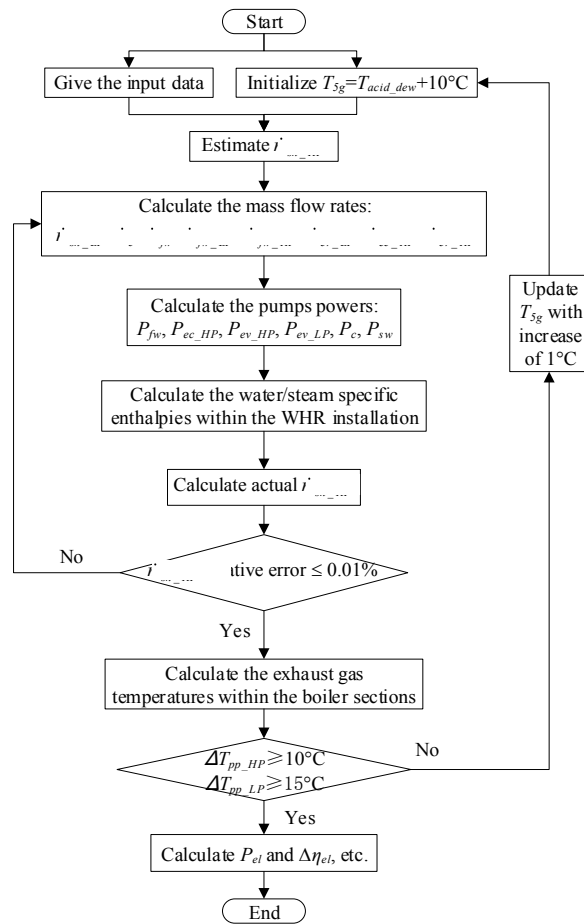 Start
Give the input data
Initialize T5g=Tacid_dew+10°C
Estimate
Calculate the mass flow rates:
Calculate the pumps powers:
Pfw, Pec_HP, Pev_HP, Pev_LP, Pc, Psw
Calculate the water/steam specific
enthalpies within the WHR installation
Calculate actual
error ≤ 0.01%
No
Yes
Calculate the exhaust gas
temperatures within the boiler sections
ΔTpp_HP≥10°C
ΔTpp_LP≥15°C
No
Update
T5g with
increase
of 1°C
Yes
Calculate Pel and Δηel, etc.
End